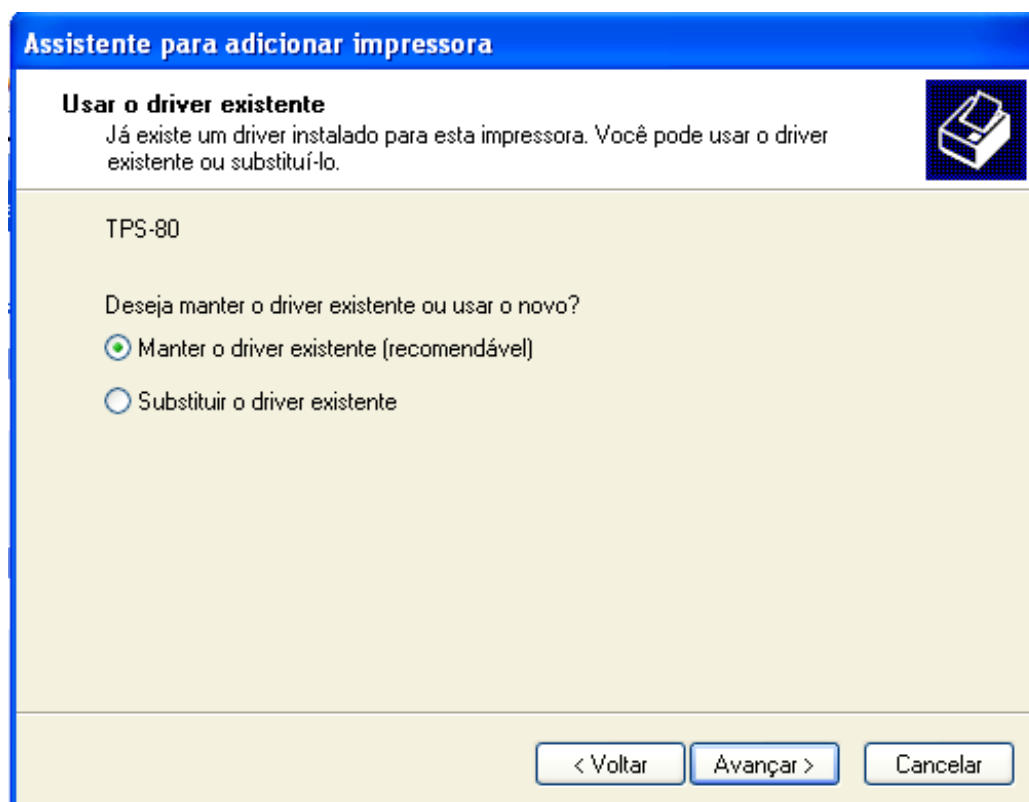 Assistente para adicionar impressora
Usar o driver existente
Já existe um driver instalado para esta impressora. Você pode usar o driver
existente ou substituí-lo.
TPS-80
Deseja manter o driver existente ou usar o novo?
Manter o driver existente (recomendável)
Substituir o driver existente
< Voltar
Avançar >
Cancelar